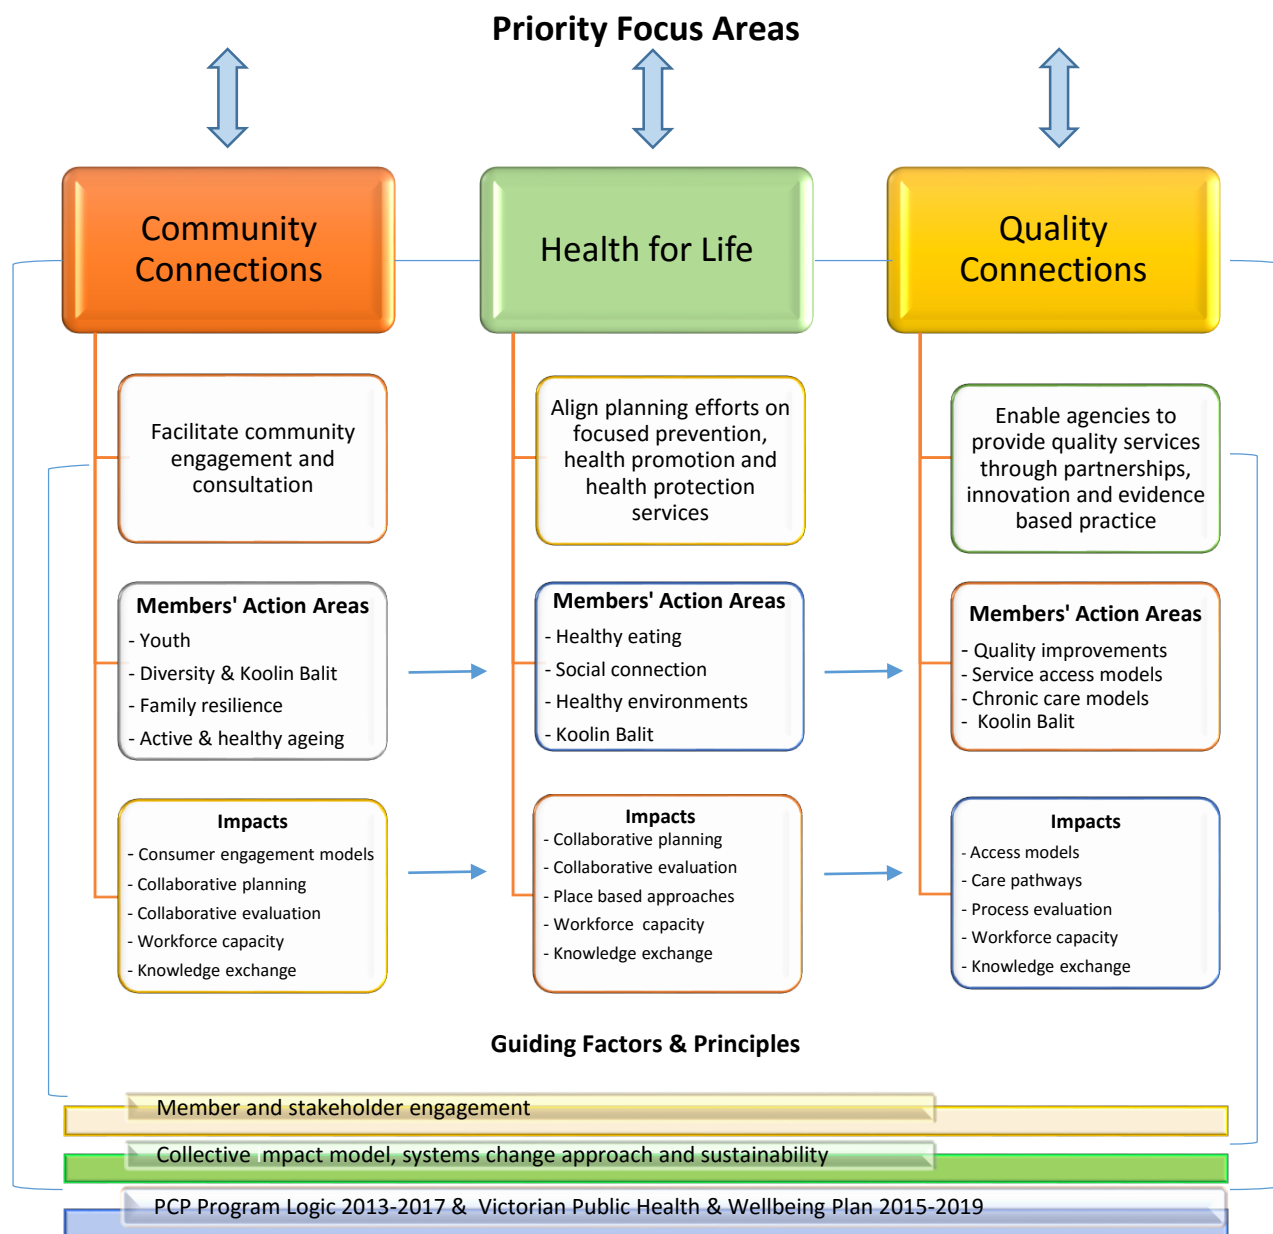 Priority Focus Areas
Community
Connections
Health for Life
Quality
Connections
Facilitate community
engagement and
consultation
Align planning efforts on
focused prevention,
health promotion and
health protection
services
Enable agencies to
provide quality services
through partnerships,
innovation and evidence
based practice
Members' Action Areas
- Youth
- Diversity & Koolin Balit
- Family resilience
- Active & healthy ageing
Members' Action Areas
- Healthy eating
- Social connection
- Healthy environments
- Koolin Balit
Members' Action Areas
- Quality improvements
- Service access models
- Chronic care models
- Koolin Balit
Impacts
- Consumer engagement models
- Collaborative planning
- Collaborative evaluation
- Workforce capacity
- Knowledge exchange
Impacts
- Collaborative planning
- Collaborative evaluation
- Place based approaches
- Workforce capacity
- Knowledge exchange
Impacts
- Access models
- Care pathways
- Process evaluation
- Workforce capacity
- Knowledge exchange
Guiding Factors & Principles
Member and stakeholder engagement
Collective impact model, systems change approach and sustainability
PCP Program Logic 2013-2017 & Victorian Public Health & Wellbeing Plan 2015-2019